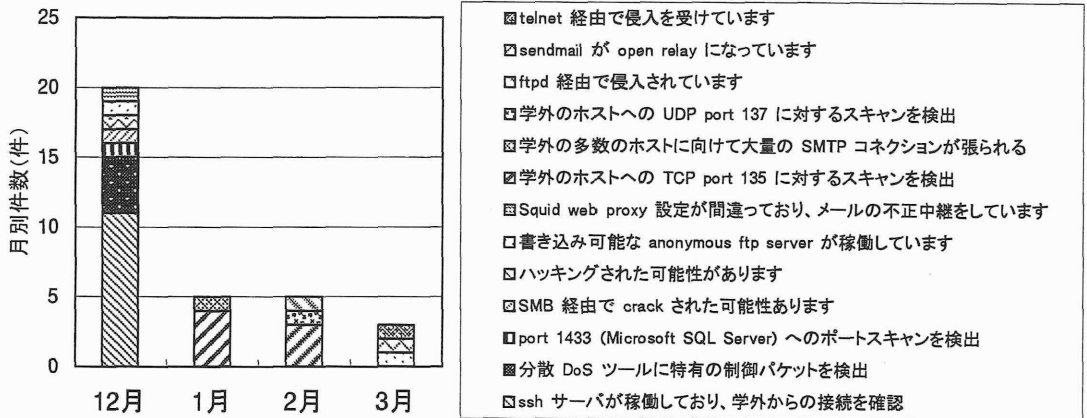 月別件数(件)
25
20
15
10
5
0
12月 1月 2月 3月
telnet 経由で侵入を受けています
sendmail が open relay になっています
ftpd 経由で侵入されています
学外のホストへの UDP port 137 に対するスキャンを検出
学外の多数のホストに向けて大量の SMTP コネクションが張られる
学外のホストへの TCP port 135 に対するスキャンを検出
Squid web proxy 設定が間違っており、メールの不正中継をしています
書き込み可能な anonymous ftp server が稼働しています
ハッキングされた可能性があります
SMB 経由で crack された可能性あります
port 1433 (Microsoft SQL Server) へのポートスキャンを検出
分散 DoS ツールに特有の制御パケットを検出
ssh サーバが稼働しており、学外からの接続を確認